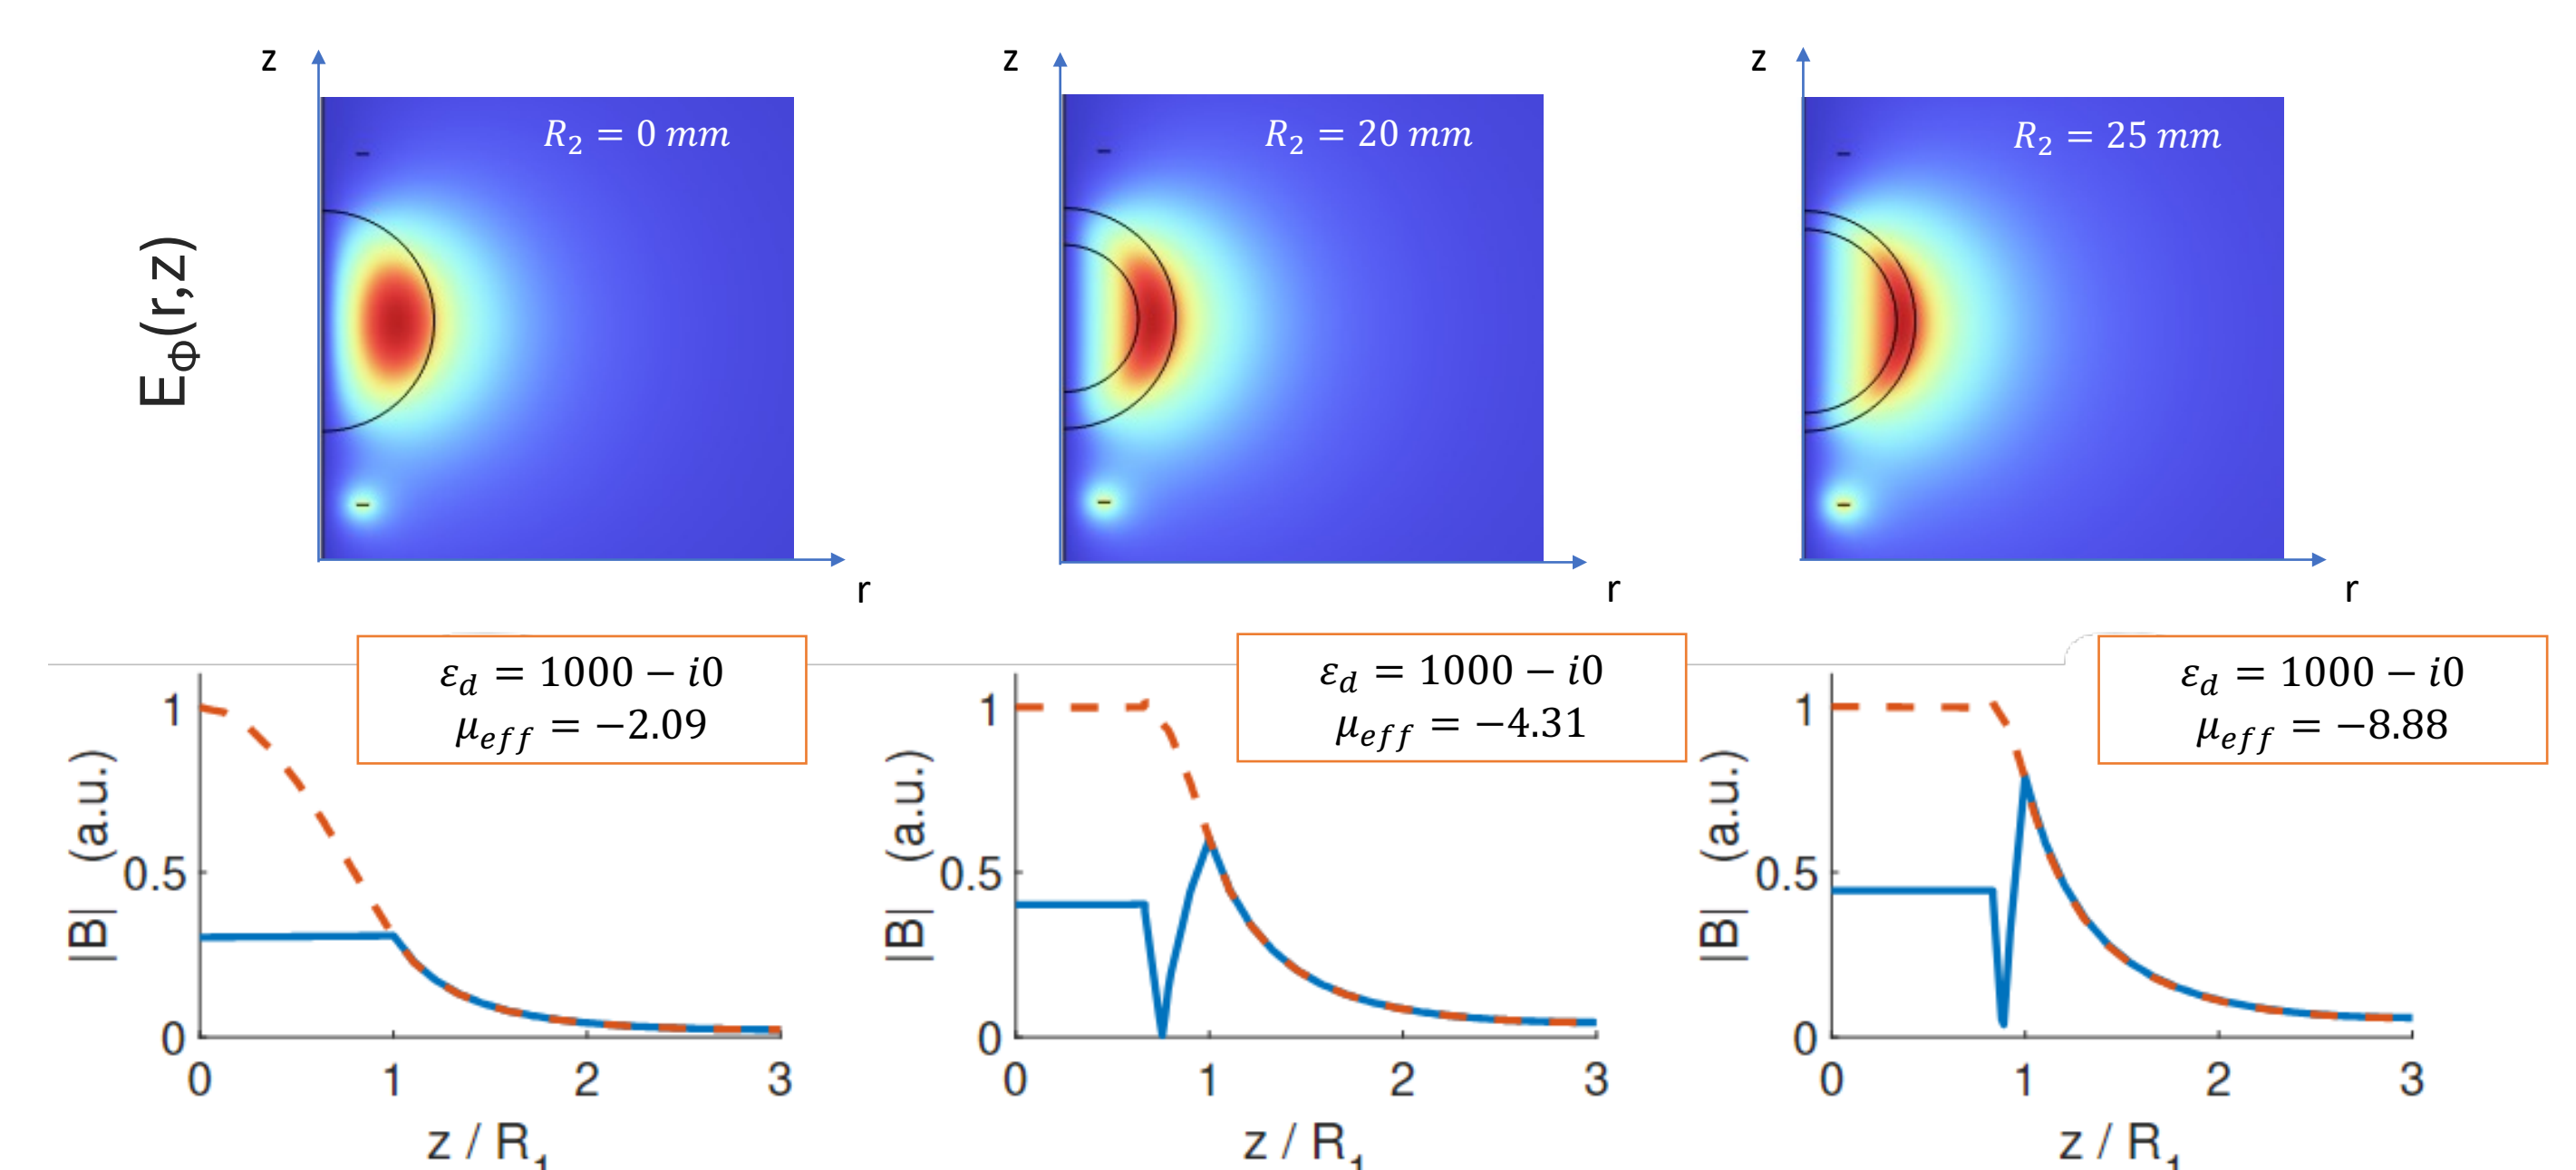 z
z
z
R₂ = 0 mm
R₂ = 20 mm
R₂ = 25 mm
E_Φ(r,z)
r
r
r
ε_d = 1000 − i0
μ_eff = −2.09
ε_d = 1000 − i0
μ_eff = −4.31
ε_d = 1000 − i0
μ_eff = −8.88
|B| (a.u.)
1
0.5
0
0 1 2 3
z / R₁
|B| (a.u.)
1
0.5
0
0 1 2 3
z / R₁
|B| (a.u.)
1
0.5
0
0 1 2 3
z / R₁